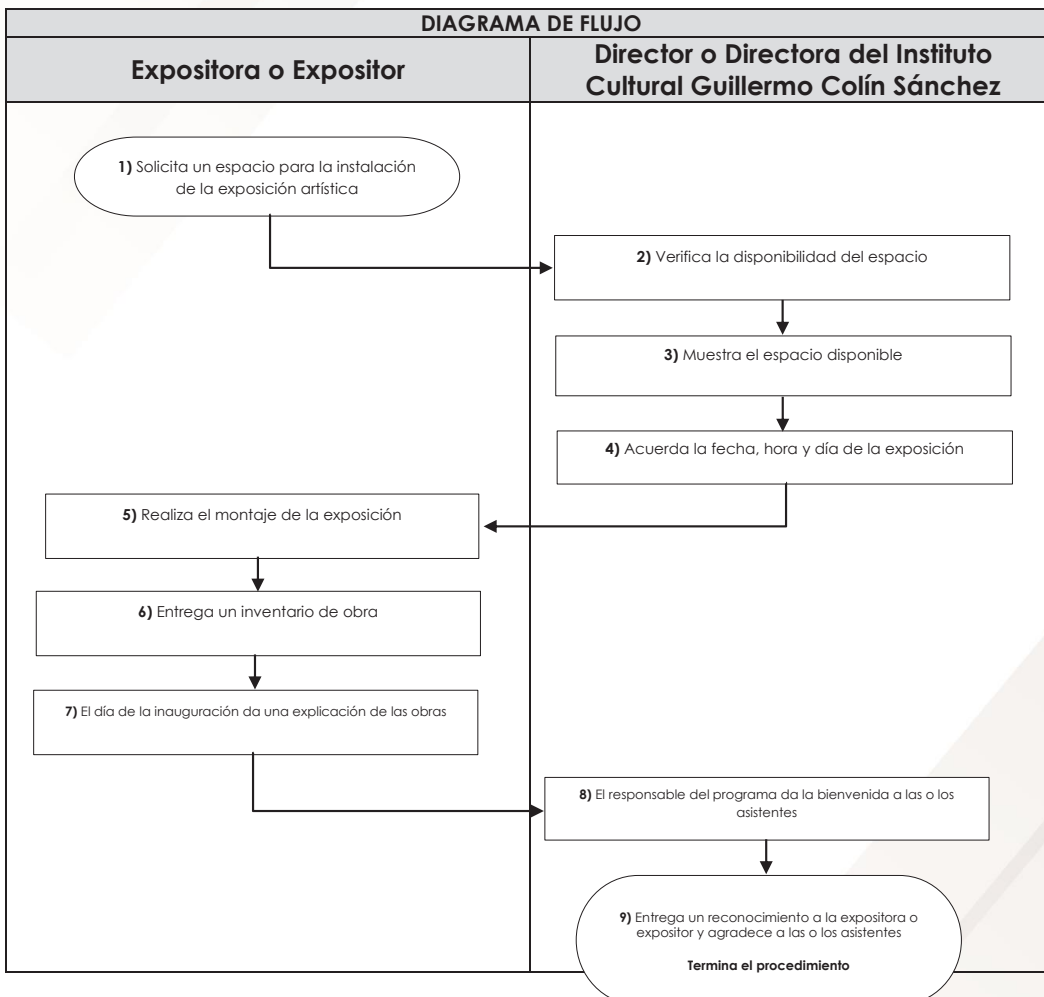 DIAGRAMA DE FLUJO
Expositora o Expositor
Director o Directora del Instituto
Cultural Guillermo Colín Sánchez
1) Solicita un espacio para la instalación
de la exposición artística
2) Verifica la disponibilidad del espacio
3) Muestra el espacio disponible
4) Acuerda la fecha, hora y día de la exposición
5) Realiza el montaje de la exposición
6) Entrega un inventario de obra
7) El día de la inauguración da una explicación de las obras
8) El responsable del programa da la bienvenida a las o los
asistentes
9) Entrega un reconocimiento a la expositora o
expositor y agradece a las o los asistentes
Termina el procedimiento